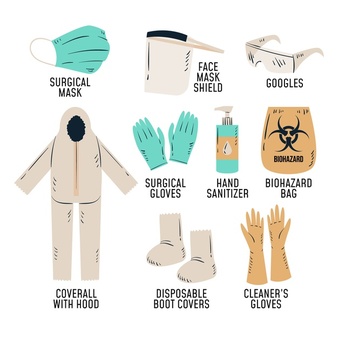 SURGICAL
MASK
FACE
MASK
SHIELD
GOOGLES
SURGICAL
GLOVES
HAND
SANITIZER
BIOHAZARD
BIOHAZARD
BAG
COVERALL
WITH HOOD
DISPOSABLE
BOOT COVERS
CLEANER'S
GLOVES